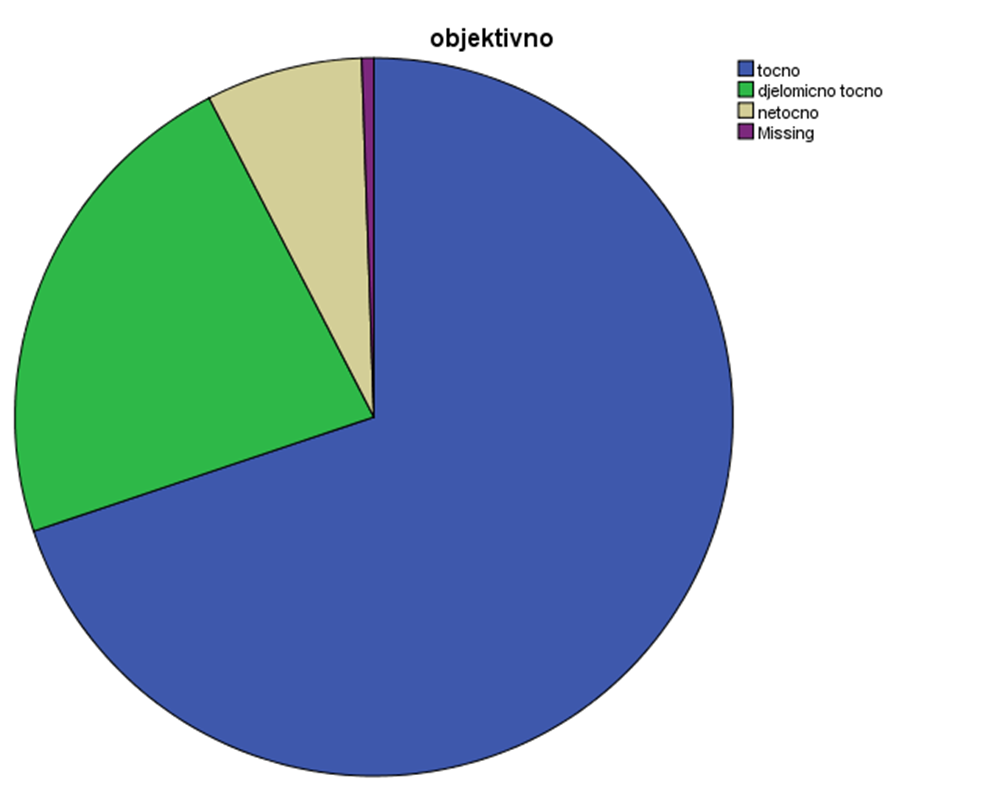 objektivno
tocno
djelomicno tocno
netocno
Missing